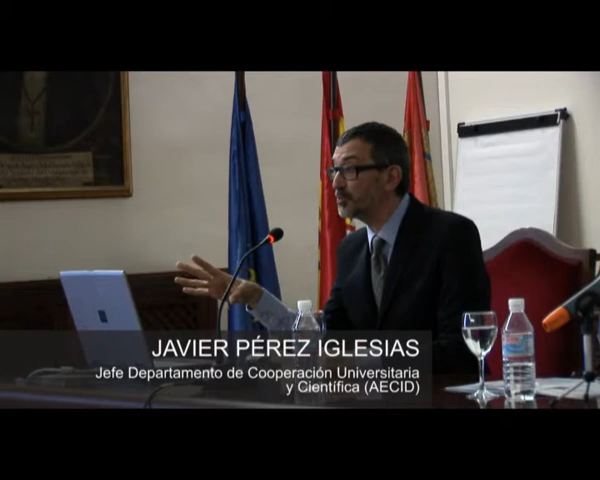 JAVIER PÉREZ IGLESIAS
Jefe Departamento de Cooperación Universitaria
y Científica (AECID)